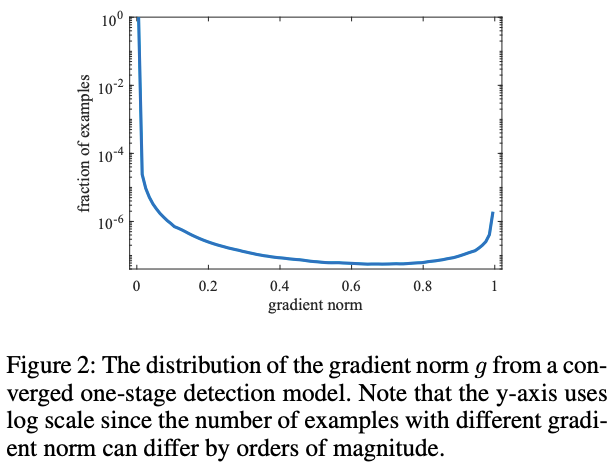 10^0
10^-2
10^-4
10^-6
fraction of examples
0 0.2 0.4 0.6 0.8 1
gradient norm
Figure 2: The distribution of the gradient norm g from a con-
verged one-stage detection model. Note that the y-axis uses
log scale since the number of examples with different gradi-
ent norm can differ by orders of magnitude.